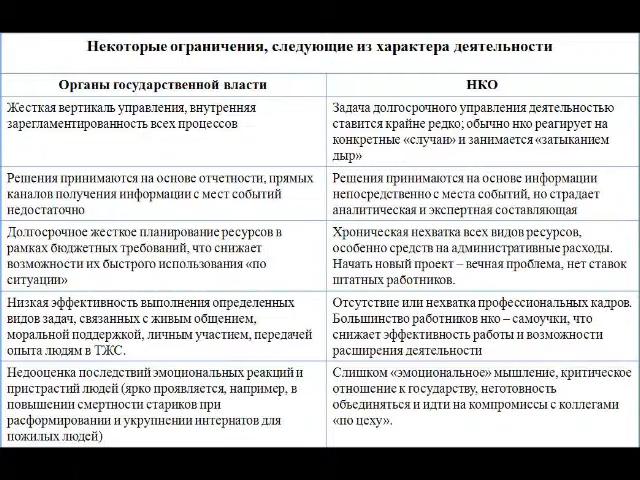 Некоторые ограничения, следующие из характера деятельности
Органы государственной власти
НКО
Жесткая вертикаль управления, внутренняя
зарегламентированность всех процессов
Задача долгосрочного управления деятельностью
ставится крайне редко; обычно нко реагирует на
конкретные «случаи» и занимается «затыканием
дыр»
Решения принимаются на основе отчетности, прямых
каналов получения информации с мест событий
недостаточно
Решения принимаются на основе информации
непосредственно с места событий, но страдает
аналитическая и экспертная составляющая
Долгосрочное жесткое планирование ресурсов в
рамках бюджетных требований, что снижает
возможности их быстрого использования «по
ситуации»
Хроническая нехватка всех видов ресурсов,
особенно средств на административные расходы.
Начать новый проект – вечная проблема, нет ставок
штатных работников.
Низкая эффективность выполнения определенных
видов задач, связанных с живым общением,
моральной поддержкой, личным участием, передачей
опыта людям в ТЖС.
Отсутствие или нехватка профессиональных кадров.
Большинство работников нко – самоучки, что
снижает эффективность работы и возможности
расширения деятельности
Недооценка последствий эмоциональных реакций и
пристрастий людей (ярко проявляется, например, в
повышении смертности стариков при
расформировании и укрупнении интернатов для
пожилых людей)
Слишком «эмоциональное» мышление, критическое
отношение к государству, неготовность
объединяться и идти на компромиссы с коллегами
«по цеху».